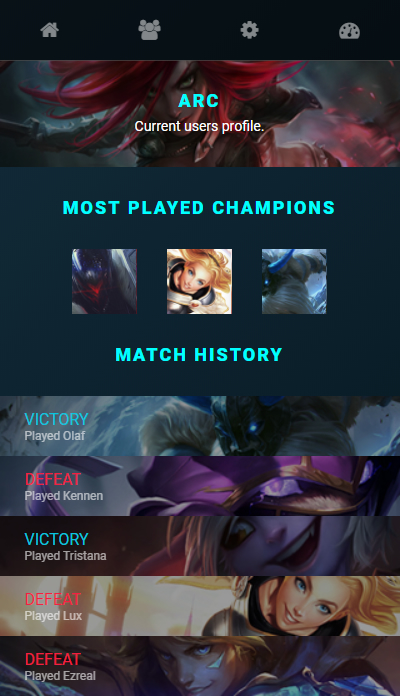 ARC
Current users profile.
MOST PLAYED CHAMPIONS
MATCH HISTORY
VICTORY
Played Olaf
DEFEAT
Played Kennen
VICTORY
Played Tristana
DEFEAT
Played Lux
DEFEAT
Played Ezreal